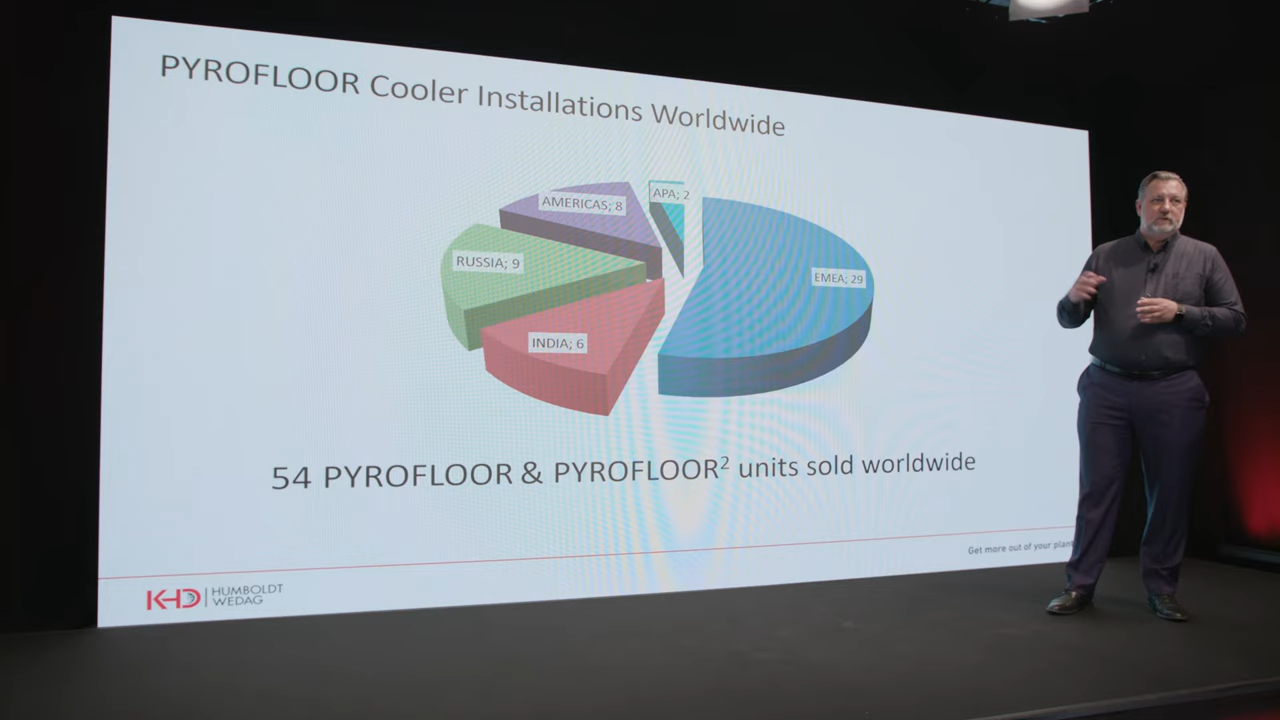 PYROFLOOR Cooler Installations Worldwide
APA; 2
AMERICAS; 8
RUSSIA; 9
EMEA; 29
INDIA; 6
54 PYROFLOOR & PYROFLOOR² units sold worldwide
Get more out of your plant
KHD HUMBOLDT
WEDAG